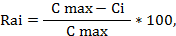 Rai = (C max − Ci) / C max * 100,